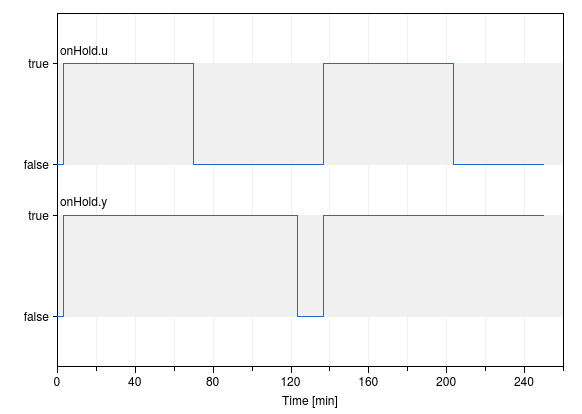 onHold.u
true
false
onHold.y
true
false
0 40 80 120 160 200 240
Time [min]